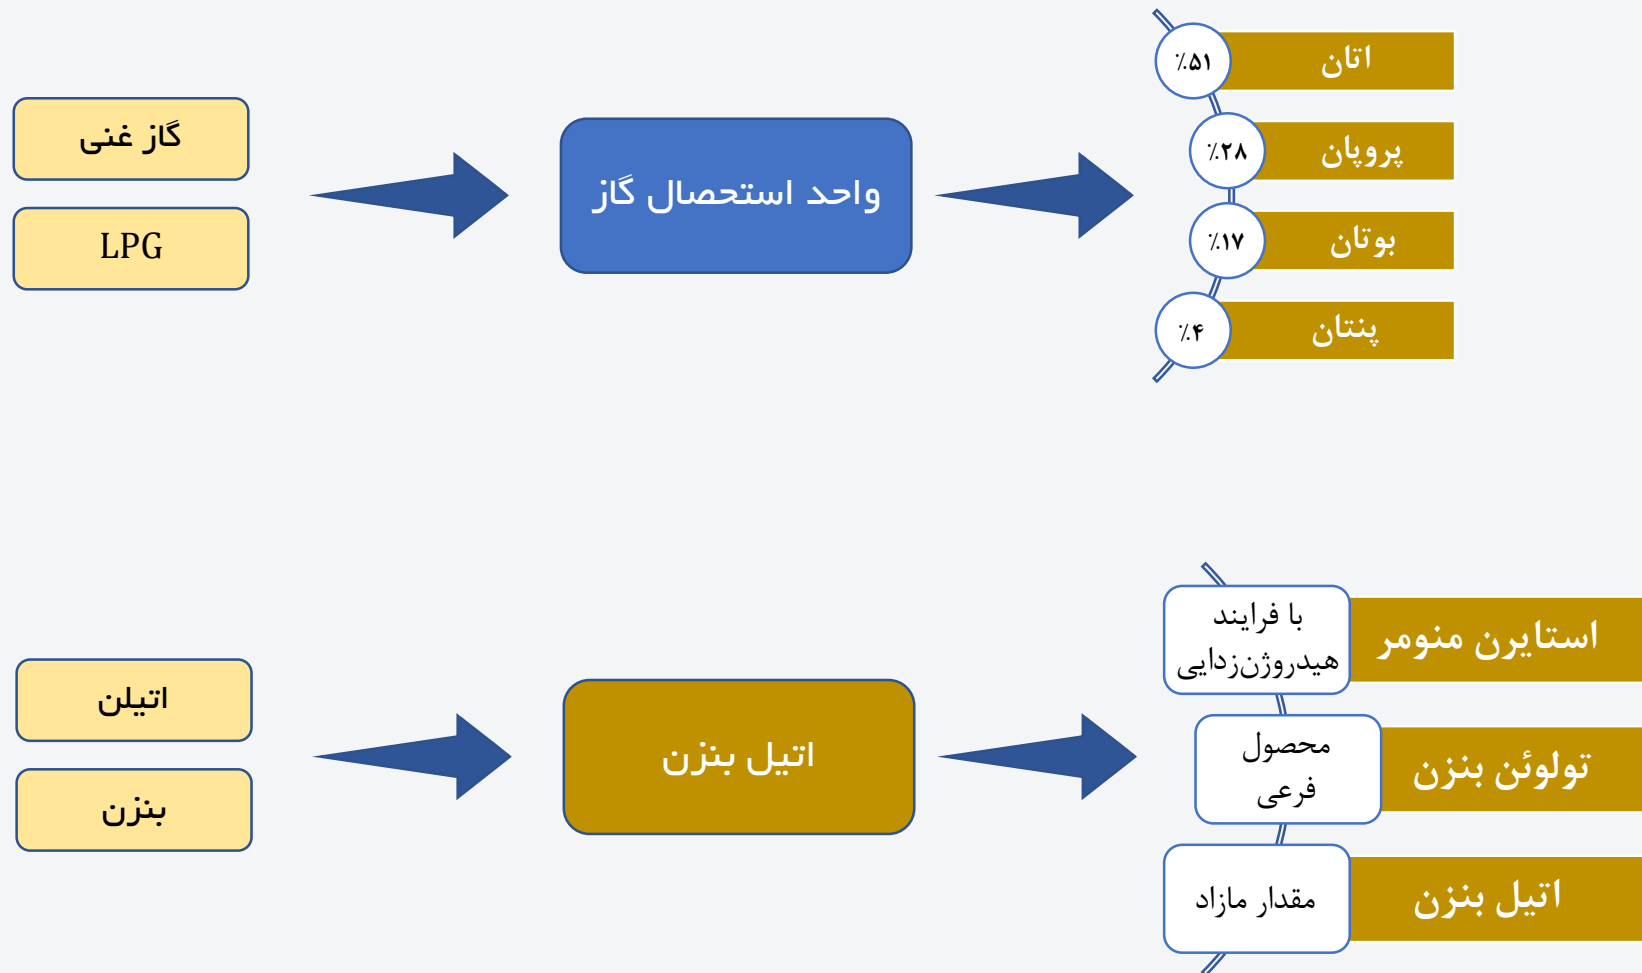 گاز غنی
LPG
واحد استحصال گاز
٪۵۱
اتان
٪۲۸
پروپان
٪۱۷
بوتان
٪۴
پنتان
اتیلن
بنزن
اتیل بنزن
با فرایند
هیدروژن‌زدایی
استایرن منومر
محصول
فرعی
تولوئن بنزن
مقدار مازاد
اتیل بنزن